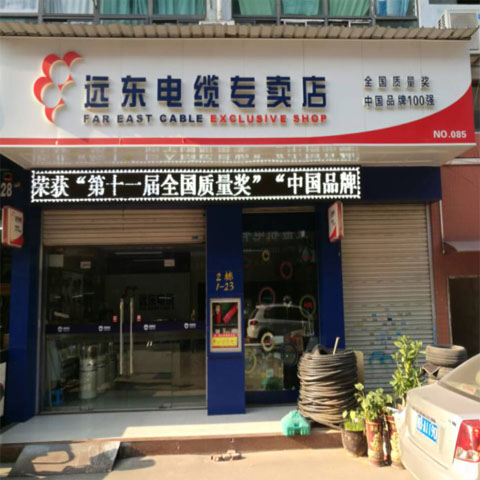 远东电缆专卖店
FAR EAST CABLE EXCLUSIVE SHOP
全国质量奖
中国品牌100强
NO.085
28
荣获“第十一届全国质量奖”“中国品牌
2栋
1-23